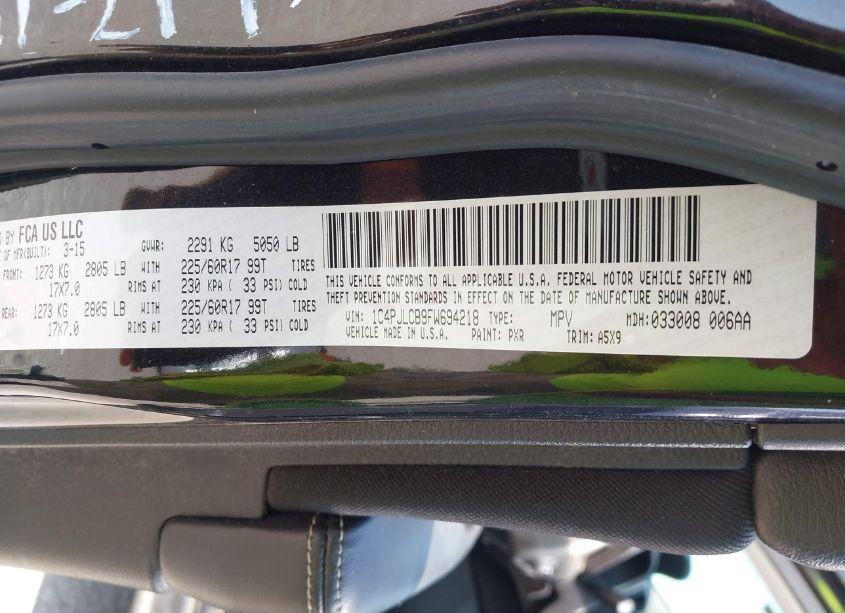 D BY FCA US LLC
OF MFR(BUILT): 3-15 GVWR: 2291 KG 5050 LB
FRONT: 1273 KG 2805 LB WITH 225/60R17 99T TIRES
17X7.0 RIMS AT 230 KPA ( 33 PSI) COLD
REAR: 1273 KG 2805 LB WITH 225/60R17 99T TIRES
17X7.0 RIMS AT 230 KPA ( 33 PSI) COLD
THIS VEHICLE CONFORMS TO ALL APPLICABLE U.S.A. FEDERAL MOTOR VEHICLE SAFETY AND
THEFT PREVENTION STANDARDS IN EFFECT ON THE DATE OF MANUFACTURE SHOWN ABOVE.
VIN: 1C4PJLCB9FW694218 TYPE: MPV MDH:033008 006AA
VEHICLE MADE IN U.S.A. PAINT: PXR TRIM: A5X9